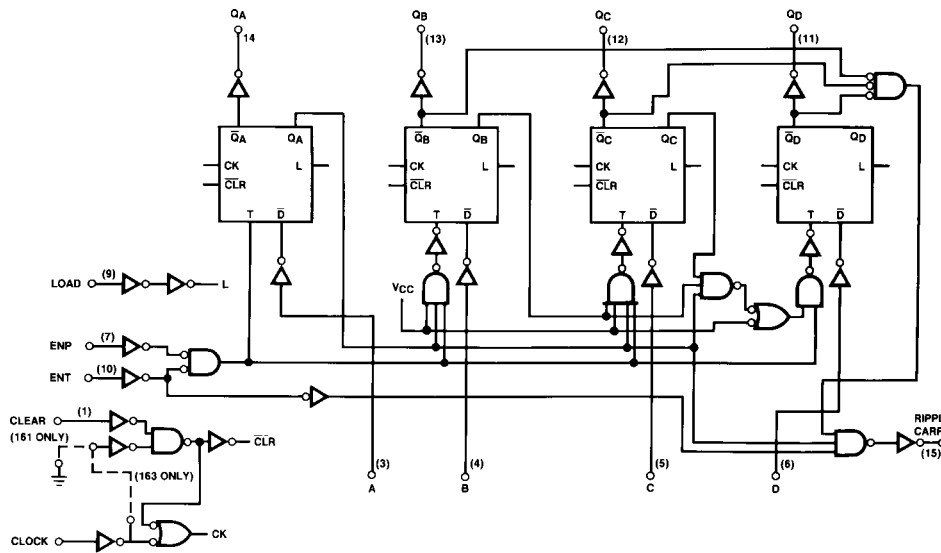 QA QB QC QD
14 (13) (12) (11)
Q̅A QA Q̅B QB Q̅C QC Q̅D QD
CK L CK L CK L CK L
C̅L̅R̅ C̅L̅R̅ C̅L̅R̅ C̅L̅R̅
T D̅ T D̅ T D̅ T D̅
LOAD (9) L
VCC
ENP (7)
ENT (10)
CLEAR (1)
(161 ONLY)
C̅L̅R̅
(163 ONLY)
CLOCK CK
(3) (4) (5) (6)
A B C D
RIPPL
CARR
(15)